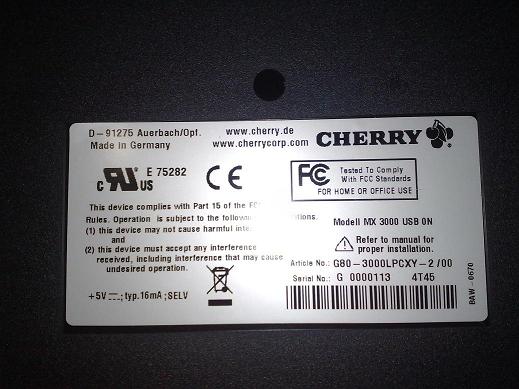 D-91275 Auerbach/Opf.
Made in Germany
www.cherry.de
www.cherrycorp.com
CHERRY
c UL US
E 75282
CE
FC
Tested To Comply
With FCC Standards
FOR HOME OR OFFICE USE
This device complies with Part 15 of the
Rules. Operation is subject to the
(1) this device may not cause harmful
and
(2) this device must accept any interference
received, including interference that may cause
undesired operation.
+5V ⎓; typ.16mA; SELV
Modell MX 3000 USB 0N
Refer to manual for
proper installation.
Article No.: G80-3000LPCXY-2/00
Serial No.: G 0000113 4T45
BAW-0670